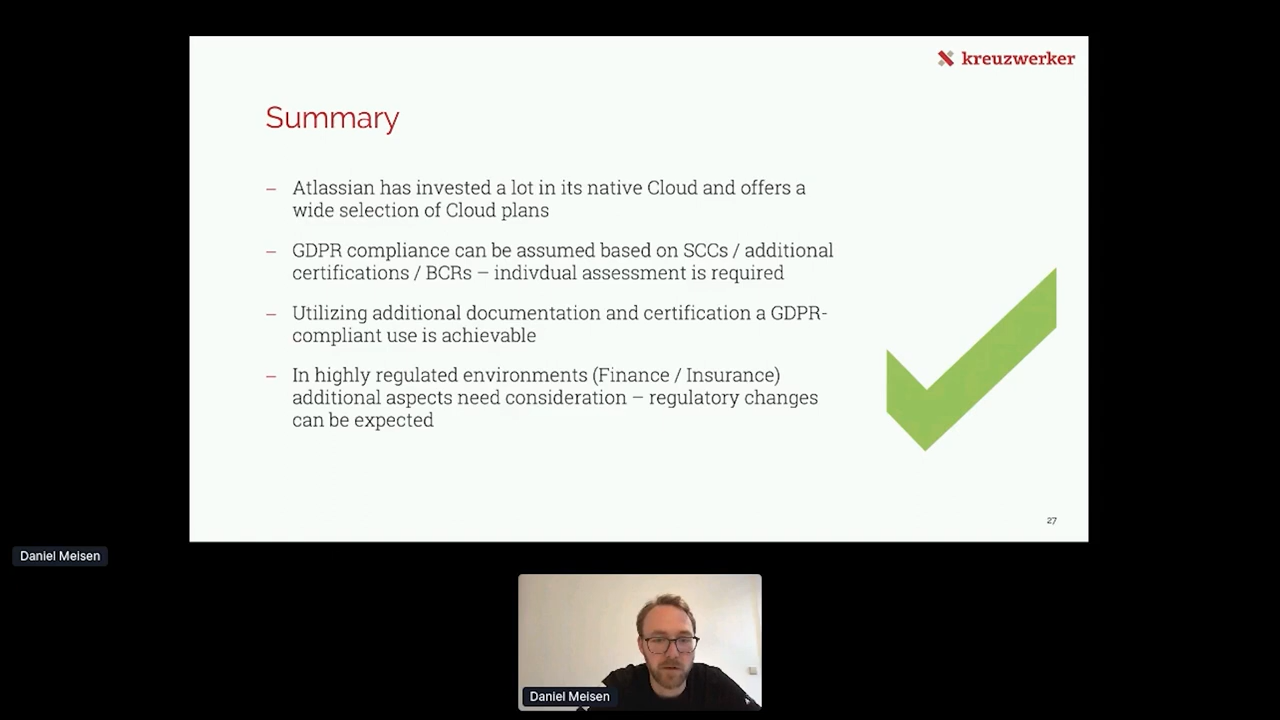 kreuzwerker
Summary
– Atlassian has invested a lot in its native Cloud and offers a
wide selection of Cloud plans
– GDPR compliance can be assumed based on SCCs / additional
certifications / BCRs – indivdual assessment is required
– Utilizing additional documentation and certification a GDPR-
compliant use is achievable
– In highly regulated environments (Finance / Insurance)
additional aspects need consideration – regulatory changes
can be expected
27
Daniel Meisen
Daniel Meisen